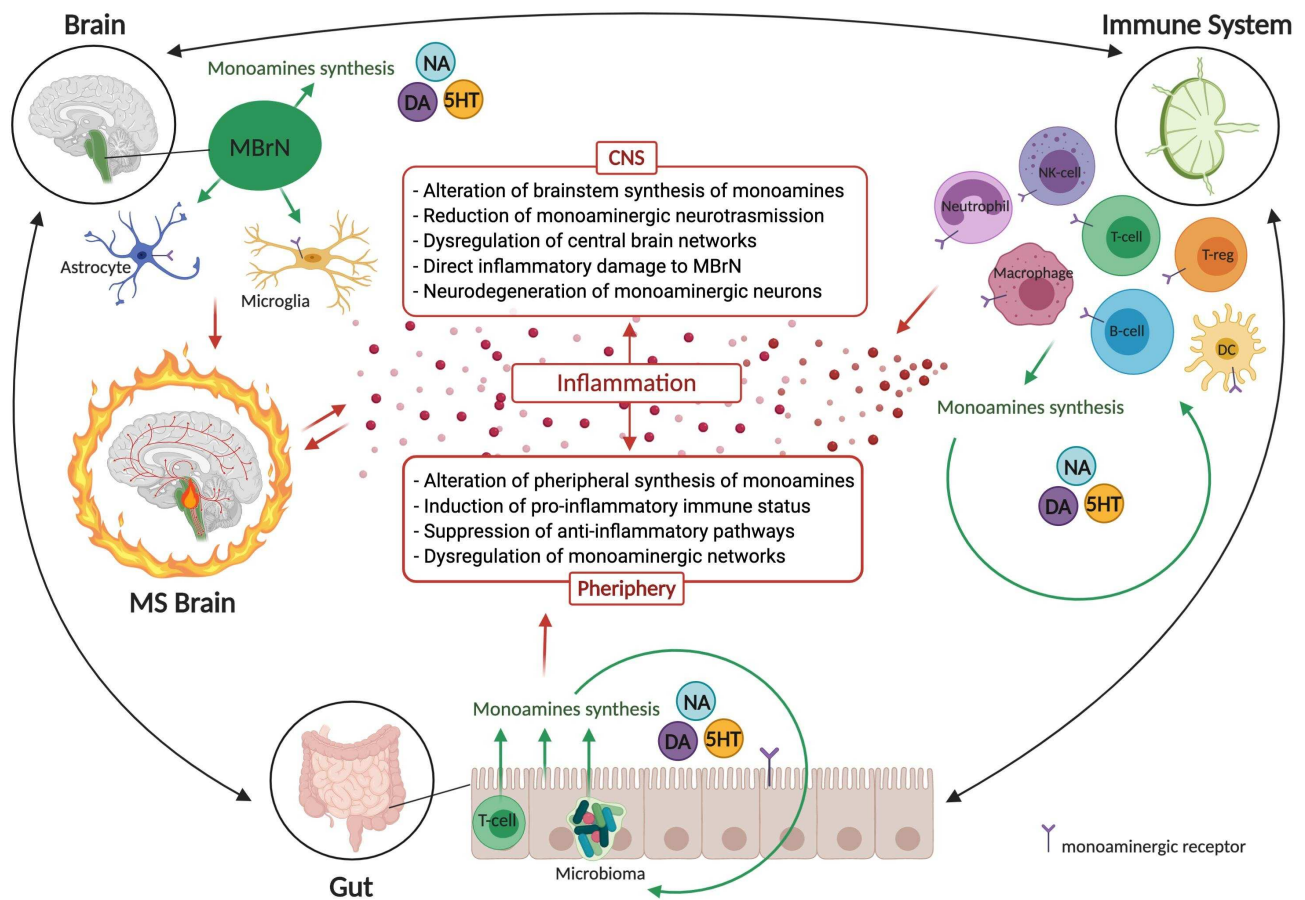 Brain
Immune System
Monoamines synthesis
NA
DA
5HT
MBrN
Astrocyte
Microglia
CNS
- Alteration of brainstem synthesis of monoamines
- Reduction of monoaminergic neurotrasmission
- Dysregulation of central brain networks
- Direct inflammatory damage to MBrN
- Neurodegeneration of monoaminergic neurons
NK-cell
Neutrophil
T-cell
T-reg
Macrophage
B-cell
DC
Inflammation
Monoamines synthesis
NA
DA
5HT
- Alteration of pheripheral synthesis of monoamines
- Induction of pro-inflammatory immune status
- Suppression of anti-inflammatory pathways
- Dysregulation of monoaminergic networks
Pheriphery
MS Brain
Monoamines synthesis
NA
DA
5HT
T-cell
Microbioma
Gut
monoaminergic receptor